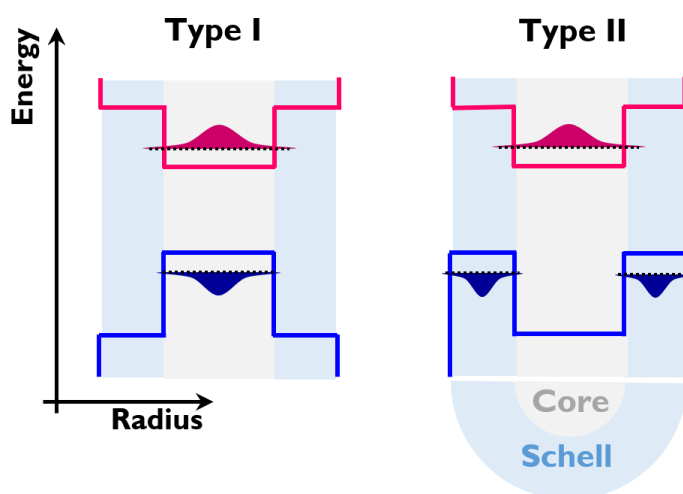 Type I
Type II
Energy
Radius
Core
Schell